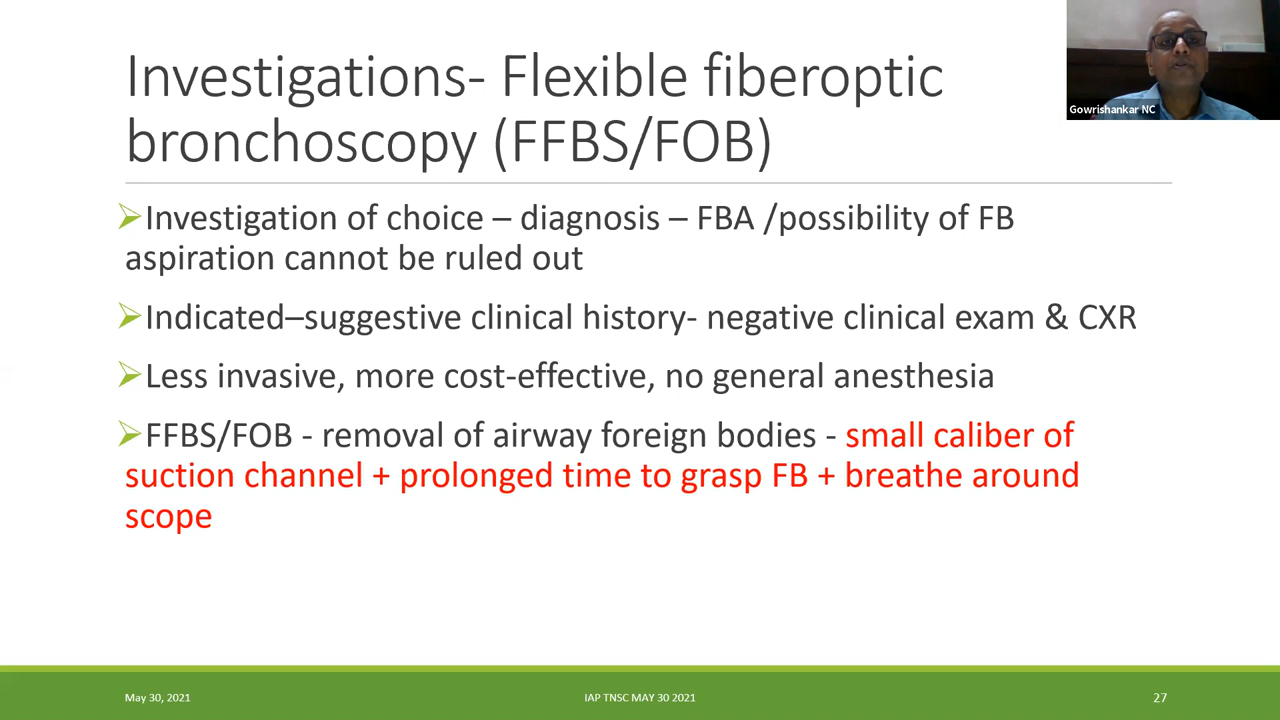 Investigations- Flexible fiberoptic
bronchoscopy (FFBS/FOB)
Gowrishankar NC
Investigation of choice – diagnosis – FBA /possibility of FB
aspiration cannot be ruled out
Indicated–suggestive clinical history- negative clinical exam & CXR
Less invasive, more cost-effective, no general anesthesia
FFBS/FOB - removal of airway foreign bodies - small caliber of
suction channel + prolonged time to grasp FB + breathe around
scope
May 30, 2021
IAP TNSC MAY 30 2021
27